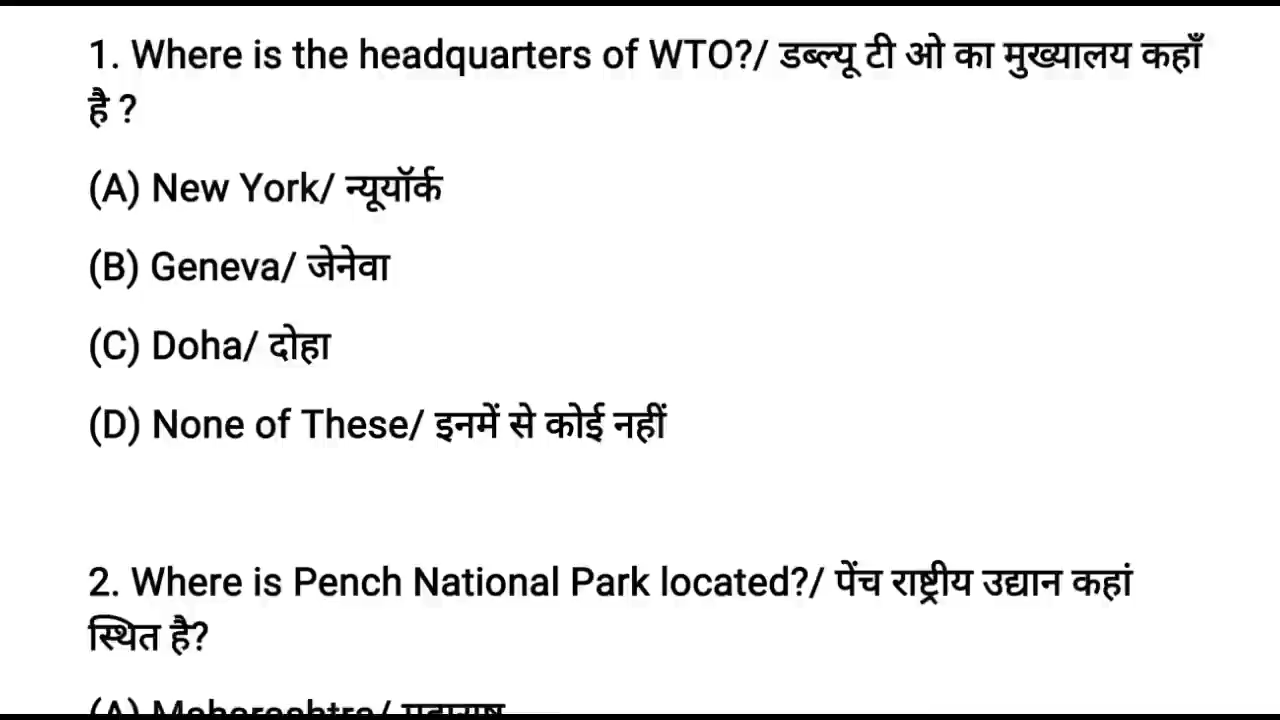 1. Where is the headquarters of WTO?/ डब्ल्यू टी ओ का मुख्यालय कहाँ
है ?
(A) New York/ न्यूयॉर्क
(B) Geneva/ जेनेवा
(C) Doha/ दोहा
(D) None of These/ इनमें से कोई नहीं
2. Where is Pench National Park located?/ पेंच राष्ट्रीय उद्यान कहां
स्थित है?
(A) Maharashtra/